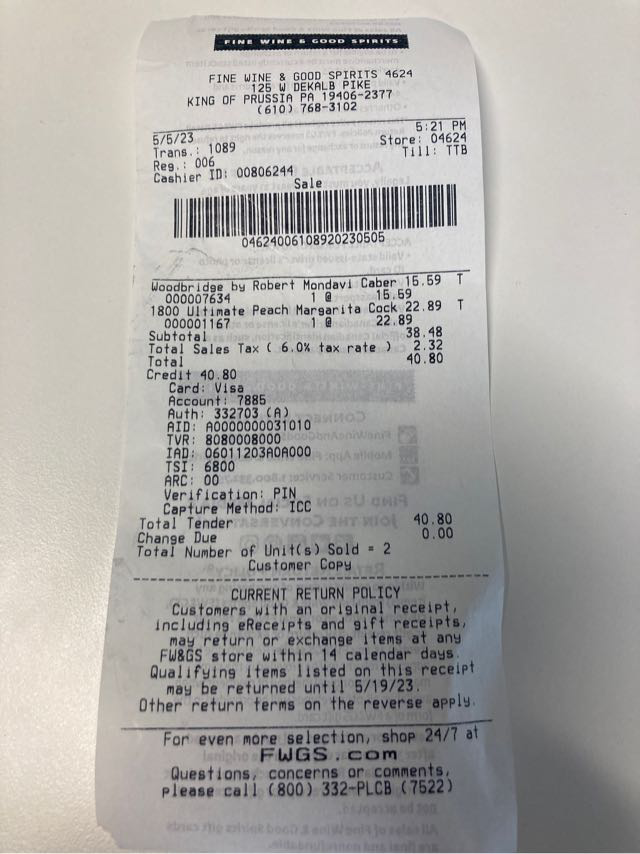 FINE WINE & GOOD SPIRITS
FINE WINE & GOOD SPIRITS 4624
125 W DEKALB PIKE
KING OF PRUSSIA PA 19406-2377
(610) 768-3102
5/5/23 5:21 PM
Trans.: 1089 Store: 04624
Reg.: 006 Till: TTB
Cashier ID: 00806244
Sale
04624006108920230505
Woodbridge by Robert Mondavi Caber 15.59 T
000007634 1 @ 15.59
1800 Ultimate Peach Margarita Cock 22.89 T
000001167 1 @ 22.89
Subtotal 38.48
Total Sales Tax ( 6.0% tax rate ) 2.32
Total 40.80
Credit 40.80
Card: Visa
Account: 7885
Auth: 332703 (A)
AID: A0000000031010
TVR: 8080008000
IAD: 06011203A0A000
TSI: 6800
ARC: 00
Verification: PIN
Capture Method: ICC
Total Tender 40.80
Change Due 0.00
Total Number of Unit(s) Sold = 2
Customer Copy
CURRENT RETURN POLICY
Customers with an original receipt,
including eReceipts and gift receipts,
may return or exchange items at any
FW&GS store within 14 calendar days.
Qualifying items listed on this receipt
may be returned until 5/19/23.
Other return terms on the reverse apply.
For even more selection, shop 24/7 at
FWGS.com
Questions, concerns or comments,
please call (800) 332-PLCB (7522)